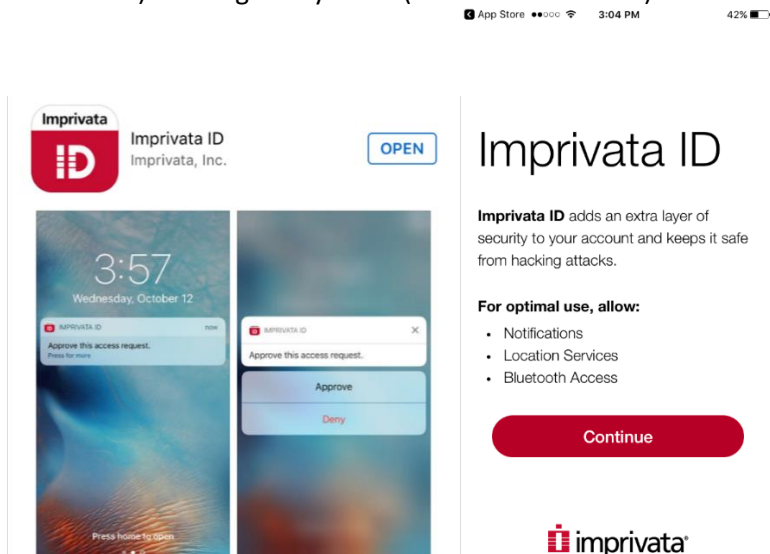 App Store 3:04 PM 42%
Imprivata
ID
Imprivata ID
Imprivata, Inc.
OPEN
3:57
Wednesday, October 12
IMPRIVATA ID now
Approve this access request.
Press for more
Press home to open
IMPRIVATA ID X
Approve this access request.
Approve
Deny
Imprivata ID
Imprivata ID adds an extra layer of
security to your account and keeps it safe
from hacking attacks.
For optimal use, allow:
• Notifications
• Location Services
• Bluetooth Access
Continue
imprivata®